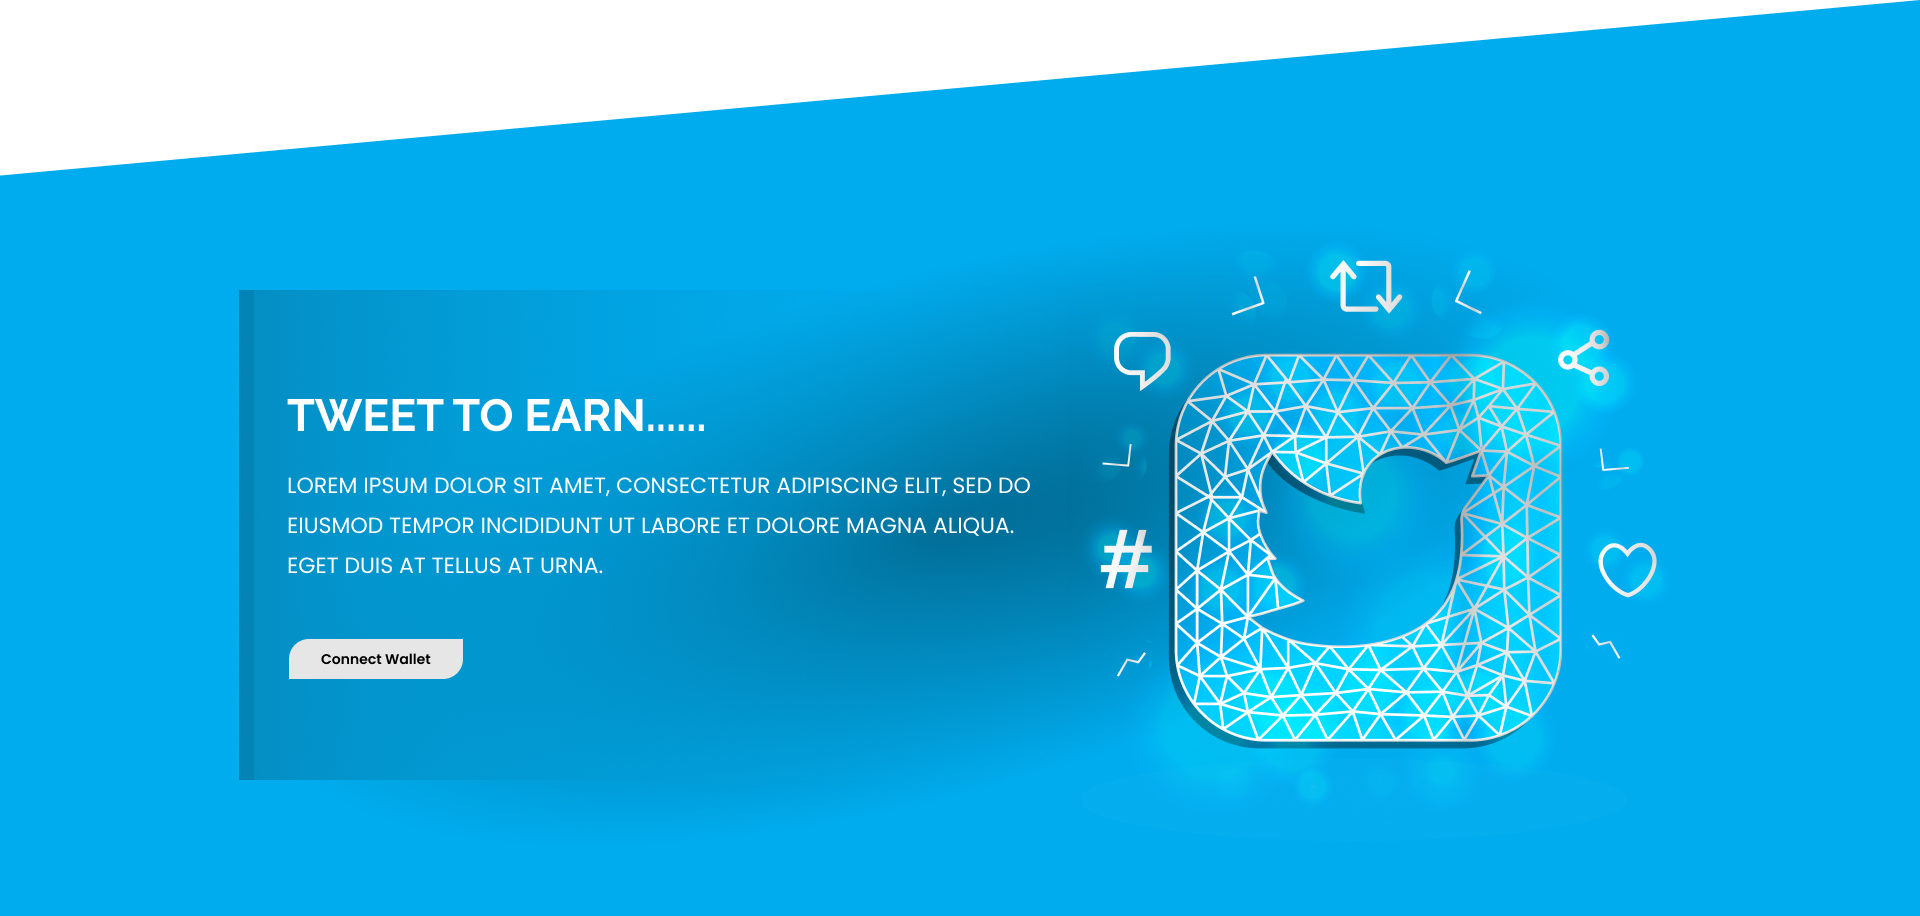 TWEET TO EARN......
LOREM IPSUM DOLOR SIT AMET, CONSECTETUR ADIPISCING ELIT, SED DO
EIUSMOD TEMPOR INCIDIDUNT UT LABORE ET DOLORE MAGNA ALIQUA.
EGET DUIS AT TELLUS AT URNA.
Connect Wallet
#